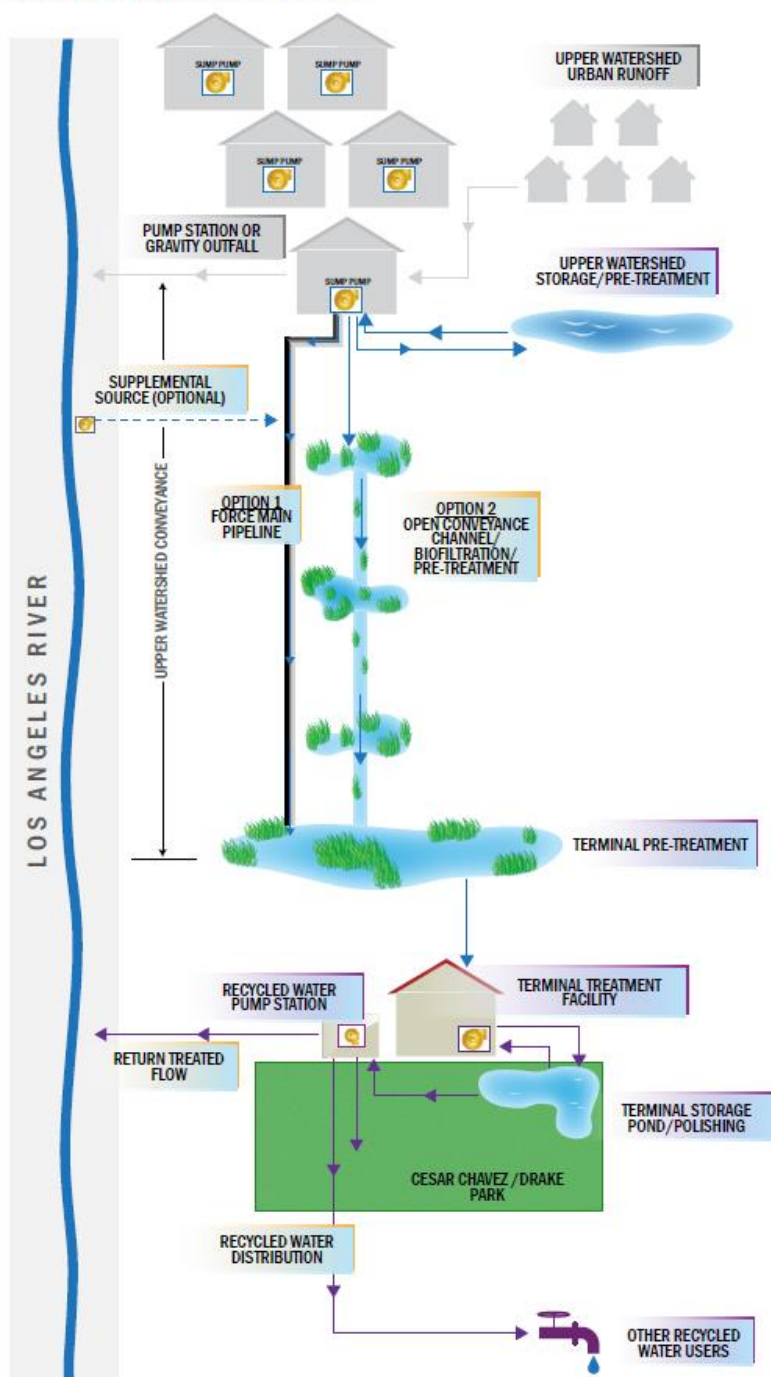 SUMP PUMP
SUMP PUMP
SUMP PUMP
SUMP PUMP
UPPER WATERSHED
URBAN RUNOFF
PUMP STATION OR
GRAVITY OUTFALL
SUMP PUMP
UPPER WATERSHED
STORAGE/PRE-TREATMENT
SUPPLEMENTAL
SOURCE (OPTIONAL)
UPPER WATERSHED CONVEYANCE
OPTION 1
FORCE MAIN
PIPELINE
OPTION 2
OPEN CONVEYANCE
CHANNEL/
BIOFILTRATION/
PRE-TREATMENT
LOS ANGELES RIVER
TERMINAL PRE-TREATMENT
RECYCLED WATER
PUMP STATION
TERMINAL TREATMENT
FACILITY
RETURN TREATED
FLOW
TERMINAL STORAGE
POND/POLISHING
CESAR CHAVEZ /DRAKE
PARK
RECYCLED WATER
DISTRIBUTION
OTHER RECYCLED
WATER USERS